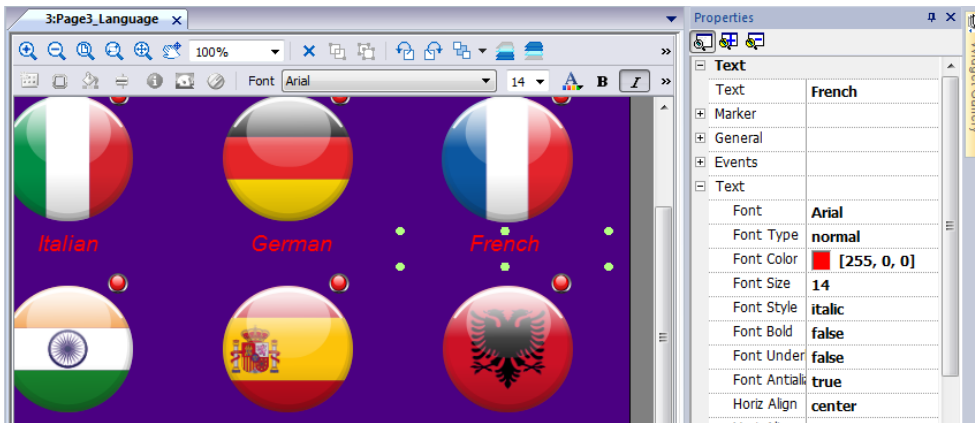 3:Page3_Language
Properties
100%
Font Arial 14 A B I
Text
Text French
Marker
General
Events
Text
Font Arial
Font Type normal
Font Color [255, 0, 0]
Font Size 14
Font Style italic
Font Bold false
Font Under false
Font Antiali true
Horiz Align center
Italian German French